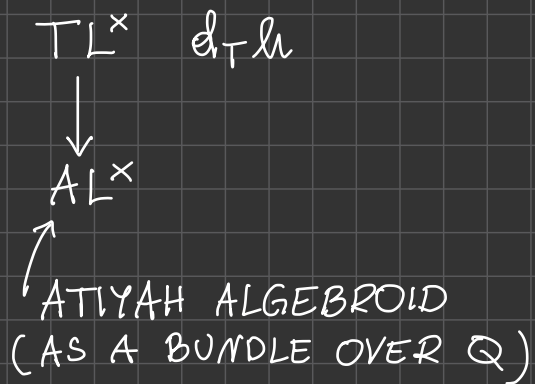 TL^× d_T h
AL^×
ATIYAH ALGEBROID
(AS A BUNDLE OVER Q)